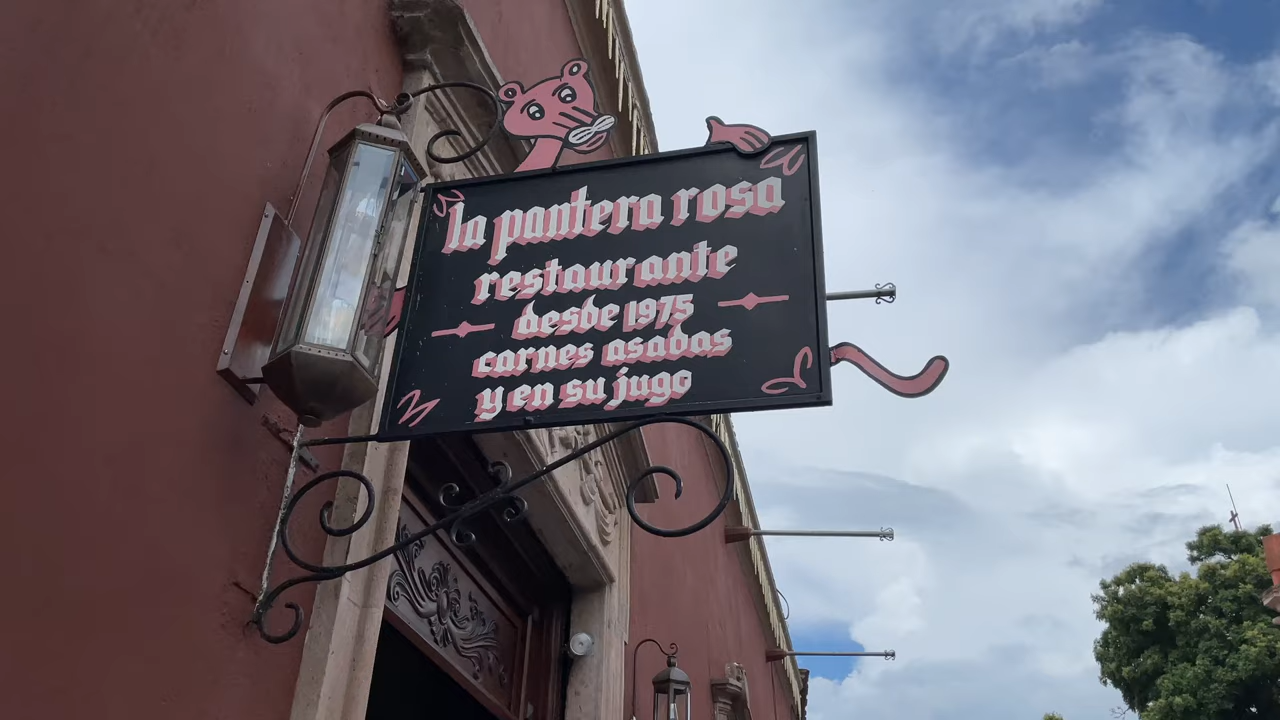 la pantera rosa
restaurante
desde 1975
carnes asadas
y en su jugo